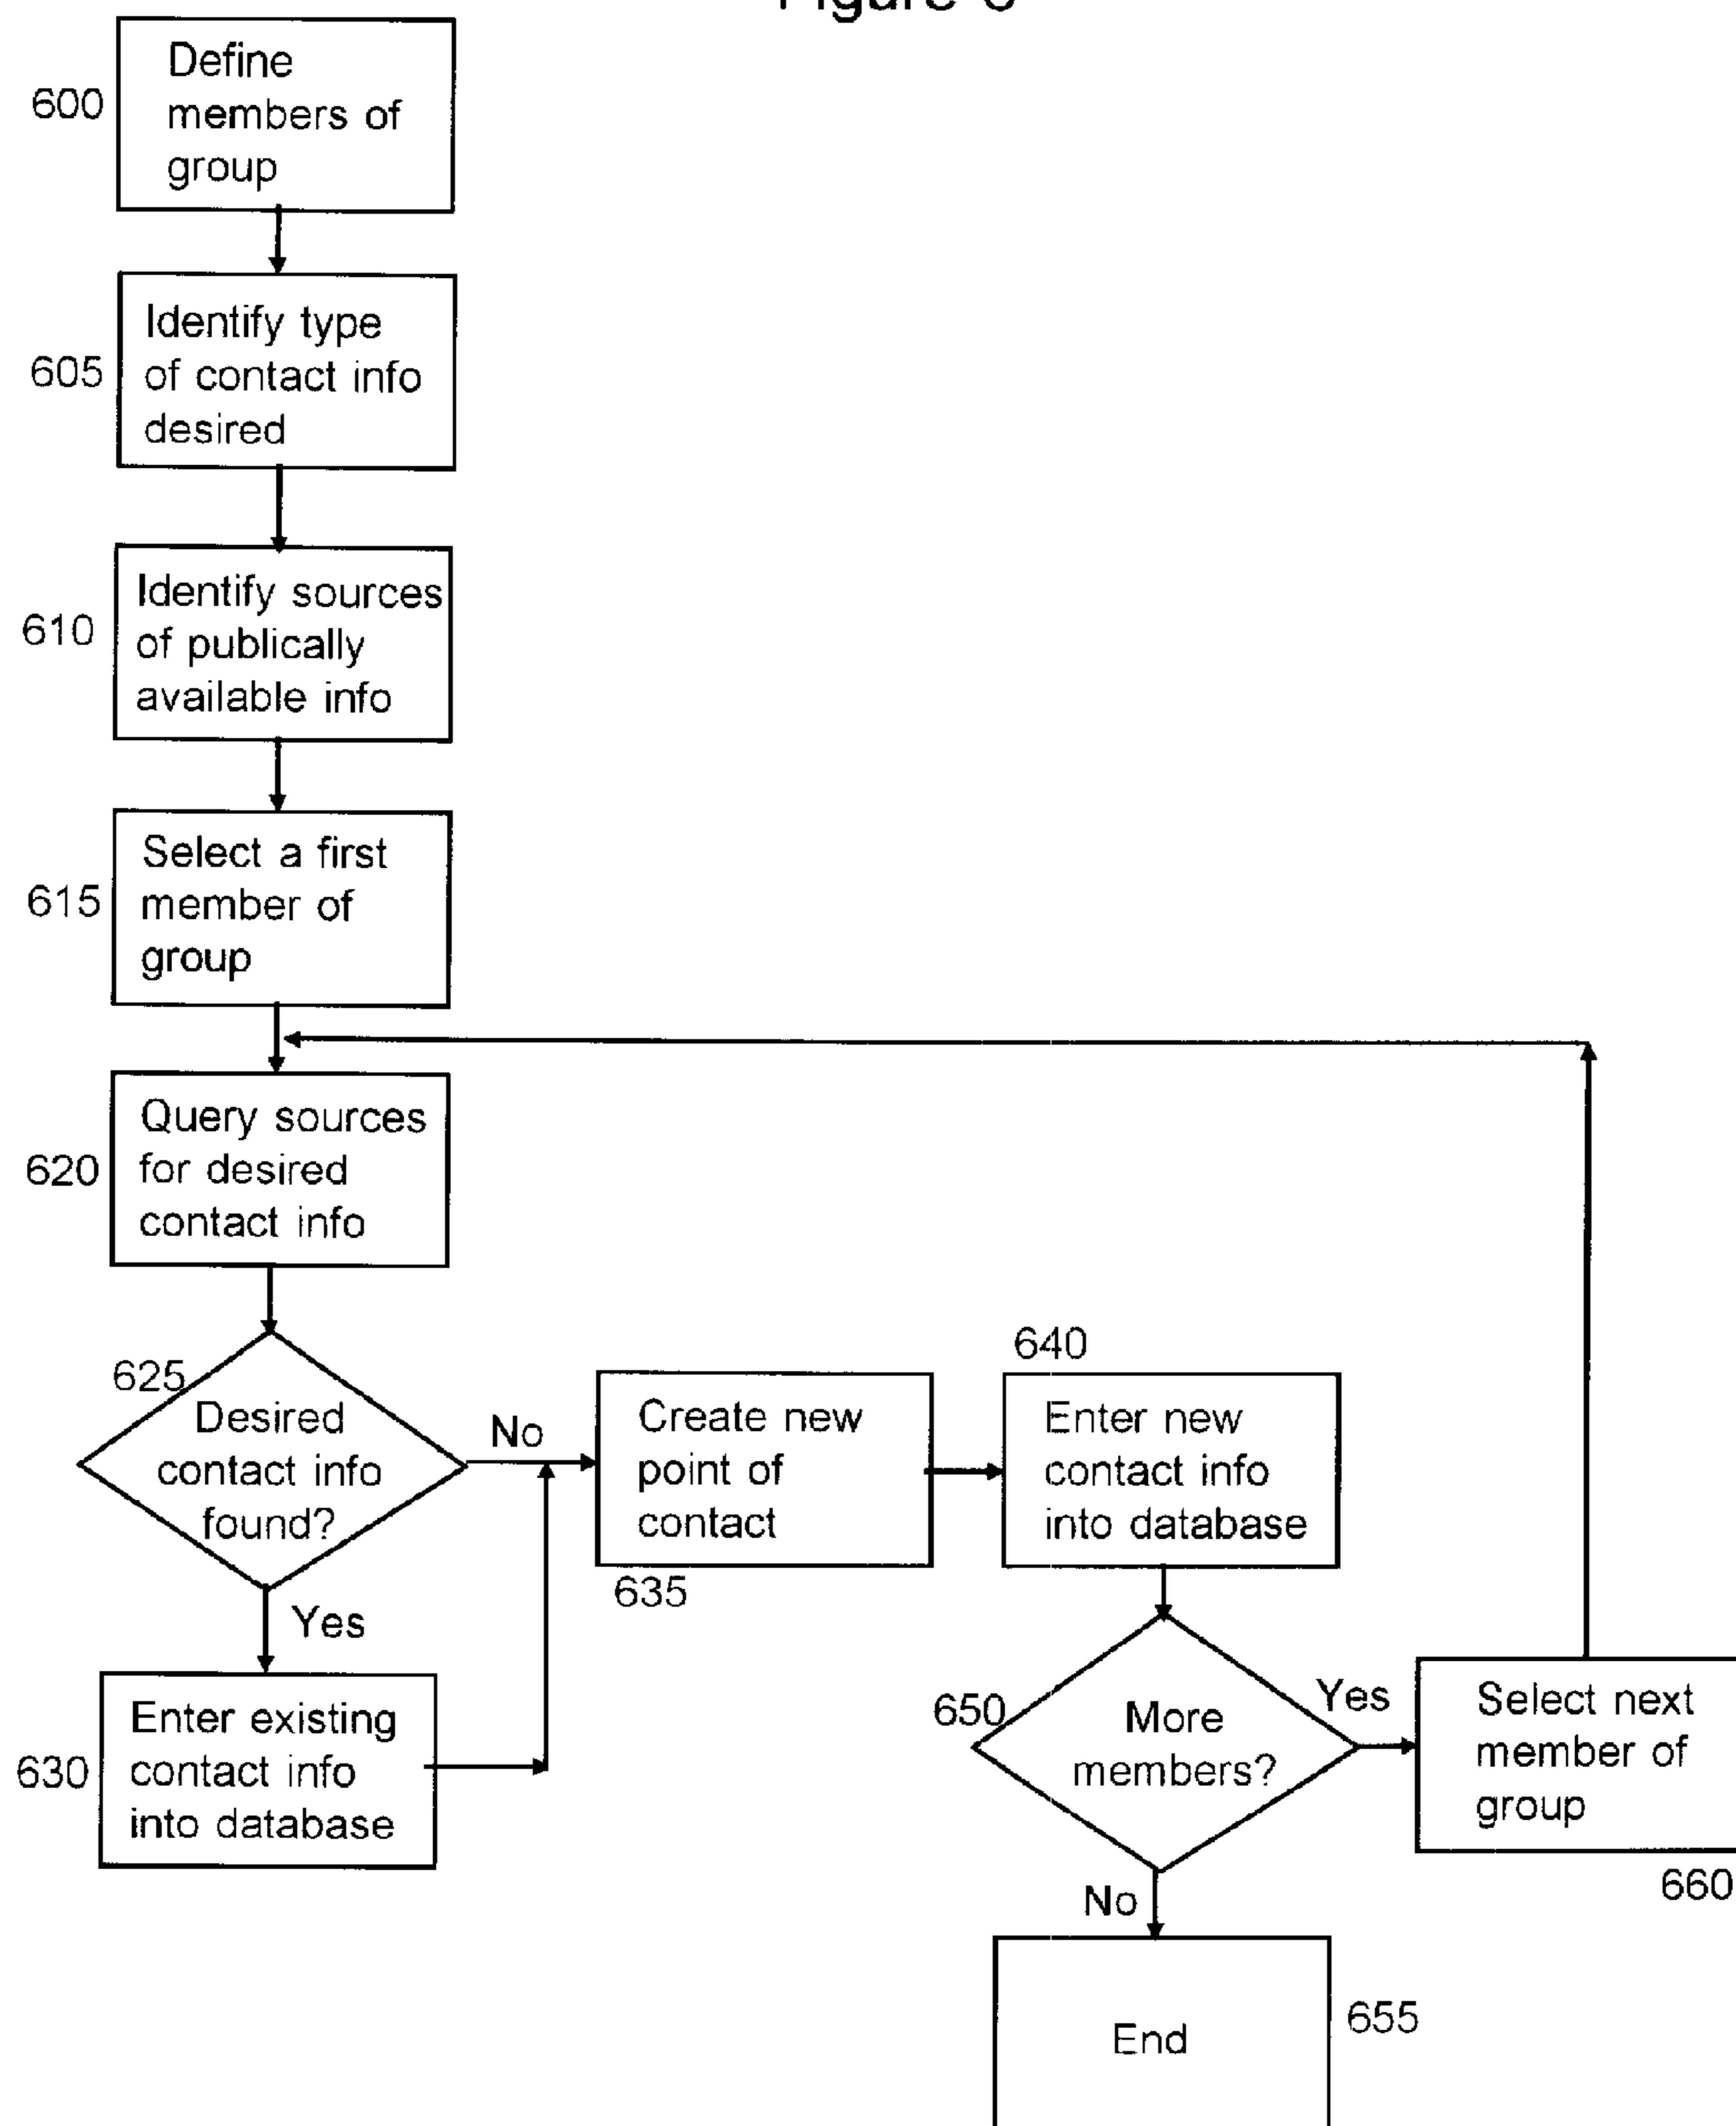 600
Define
members of
group
605
Identify type
of contact info
desired
610
Identify sources
of publically
available info
615
Select a first
member of
group
620
Query sources
for desired
contact info
625
Desired
contact info
found?
No
Yes
630
Enter existing
contact info
into database
Create new
point of
contact
635
640
Enter new
contact info
into database
650
More
members?
Yes
No
Select next
member of
group
660
End
655